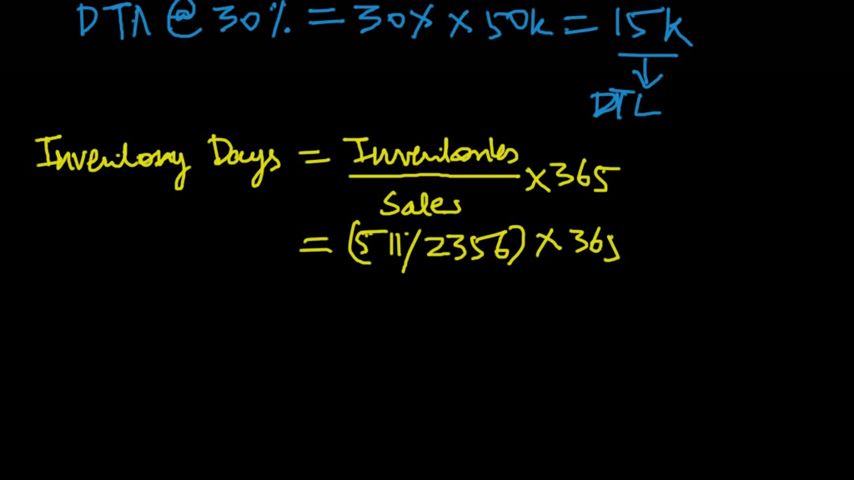 DTA @ 30% = 30% x 50k = 15k
DTL
Inventory Days = Inventories / Sales x 365
= (511/2356) x 365